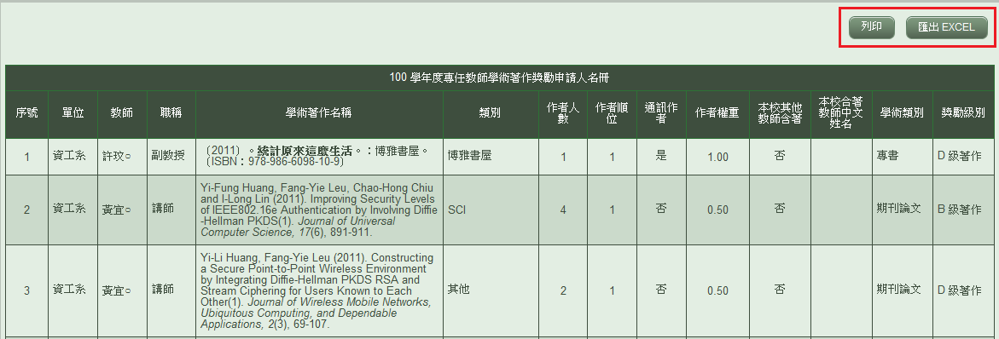 列印 匯出 EXCEL
100 學年度專任教師學術著作獎勵申請人名冊
序號 單位 教師 職稱 學術著作名稱 類別 作者人數 作者順位 通訊作者 作者權重 本校其他教師合著 本校合著教師中文姓名 學術類別 獎勵級別
1 資工系 許玟○ 副教授 （2011）。統計原來這麼生活。：博雅書屋。 博雅書屋 1 1 是 1.00 否 專書 D 級著作
（ISBN：978-986-6098-10-9）
2 資工系 黃宜○ 講師 Yi-Fung Huang, Fang-Yie Leu, Chao-Hong Chiu SCI 4 1 否 0.50 否 期刊論文 B 級著作
and I-Long Lin (2011). Improving Security Levels
of IEEE802.16e Authentication by Involving Diffie
-Hellman PKDS(1). Journal of Universal
Computer Science, 17(6), 891-911.
3 資工系 黃宜○ 講師 Yi-Li Huang, Fang-Yie Leu (2011). Constructing 其他 2 1 否 0.50 否 期刊論文 D 級著作
a Secure Point-to-Point Wireless Environment
by Integrating Diffie-Hellman PKDS RSA and
Stream Ciphering for Users Known to Each
Other(1). Journal of Wireless Mobile Networks,
Ubiquitous Computing, and Dependable
Applications, 2(3), 69-107.